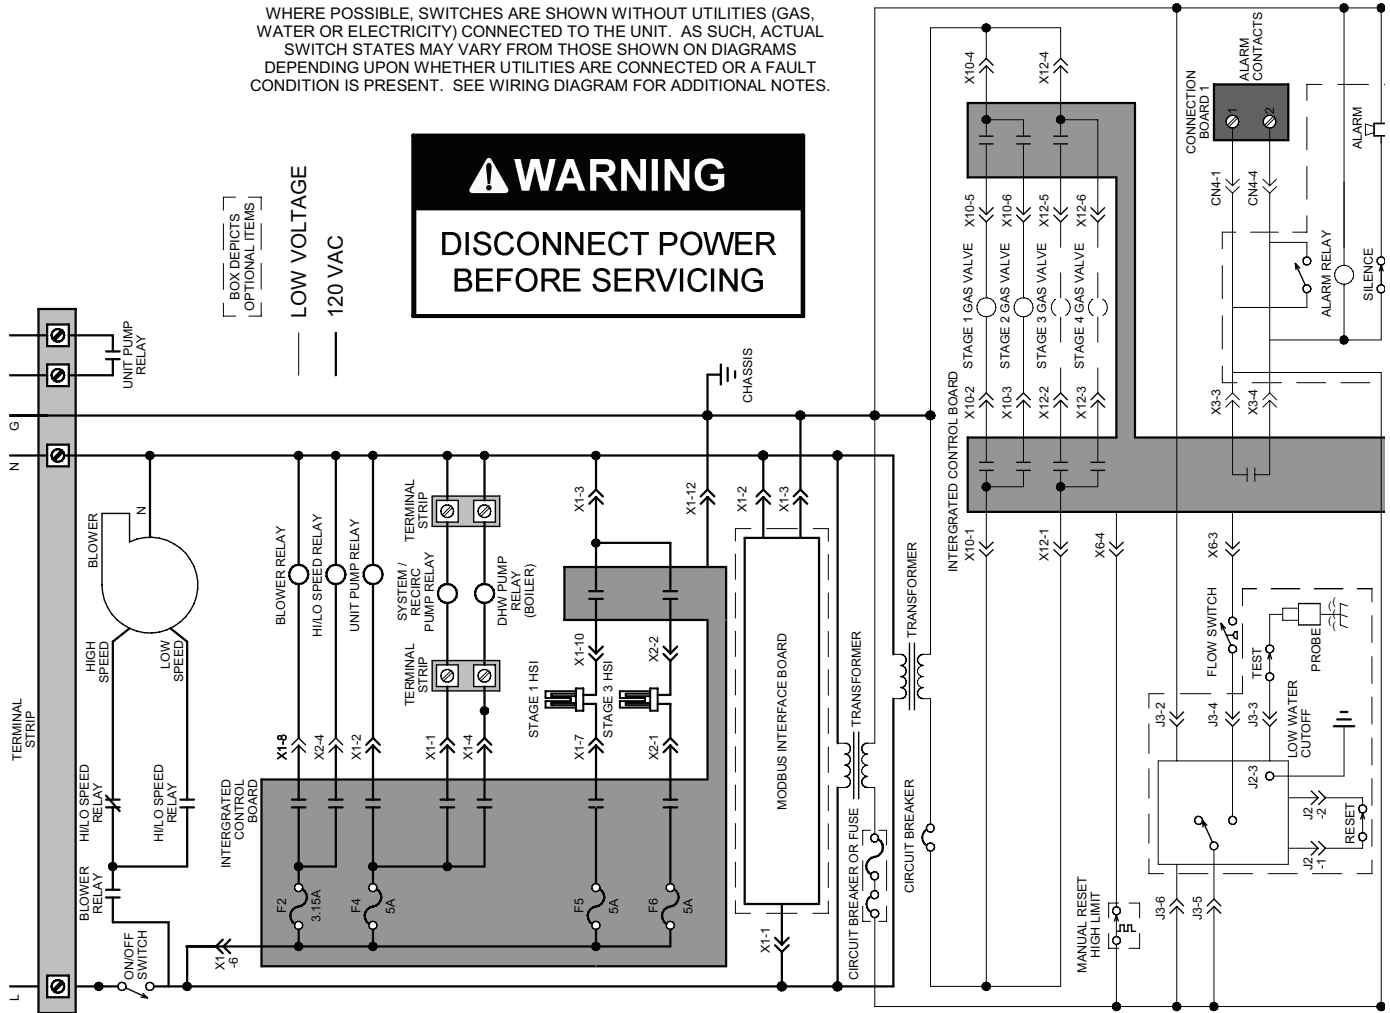 WHERE POSSIBLE, SWITCHES ARE SHOWN WITHOUT UTILITIES (GAS,
WATER OR ELECTRICITY) CONNECTED TO THE UNIT.  AS SUCH, ACTUAL
SWITCH STATES MAY VARY FROM THOSE SHOWN ON DIAGRAMS
DEPENDING UPON WHETHER UTILITIES ARE CONNECTED OR A FAULT
CONDITION IS PRESENT.  SEE WIRING DIAGRAM FOR ADDITIONAL NOTES.
WARNING
DISCONNECT POWER
BEFORE SERVICING
BOX DEPICTS
OPTIONAL ITEMS
LOW VOLTAGE
120 VAC
TERMINAL
STRIP
L
N
G
UNIT PUMP
RELAY
BLOWER
N
HIGH
SPEED
LOW
SPEED
HI/LO SPEED
RELAY
HI/LO SPEED
RELAY
BLOWER
RELAY
ON/OFF
SWITCH
X1
-6
INTERGRATED
CONTROL
BOARD
F2
3.15A
F4
5A
F5
5A
F6
5A
X1-8
X2-4
X1-2
X1-1
X1-4
X1-7
X2-1
BLOWER RELAY
HI/LO SPEED RELAY
UNIT PUMP RELAY
SYSTEM /
RECIRC
PUMP RELAY
DHW PUMP
RELAY
(BOILER)
TERMINAL
STRIP
TERMINAL
STRIP
STAGE 1 HSI
STAGE 3 HSI
X1-10
X2-2
X1-3
X1-12
CHASSIS
X1-2
X1-3
MODBUS INTERFACE BOARD
X1-1
TRANSFORMER
TRANSFORMER
CIRCUIT BREAKER OR FUSE
CIRCUIT BREAKER
INTERGRATED CONTROL BOARD
X10-4
X12-4
X10-5
X10-6
X12-5
X12-6
STAGE 1 GAS VALVE
STAGE 2 GAS VALVE
STAGE 3 GAS VALVE
STAGE 4 GAS VALVE
X10-2
X10-3
X12-2
X12-3
X10-1
X12-1
X6-4
X6-3
CONNECTION
BOARD 1
ALARM
CONTACTS
1
2
CN4-1
CN4-4
ALARM
ALARM RELAY
SILENCE
X3-3
X3-4
FLOW SWITCH
TEST
PROBE
J3-2
J3-4
J3-3
LOW WATER
CUTOFF
J2-3
J2
-2
J2
-1
RESET
J3-6
J3-5
MANUAL RESET
HIGH LIMIT